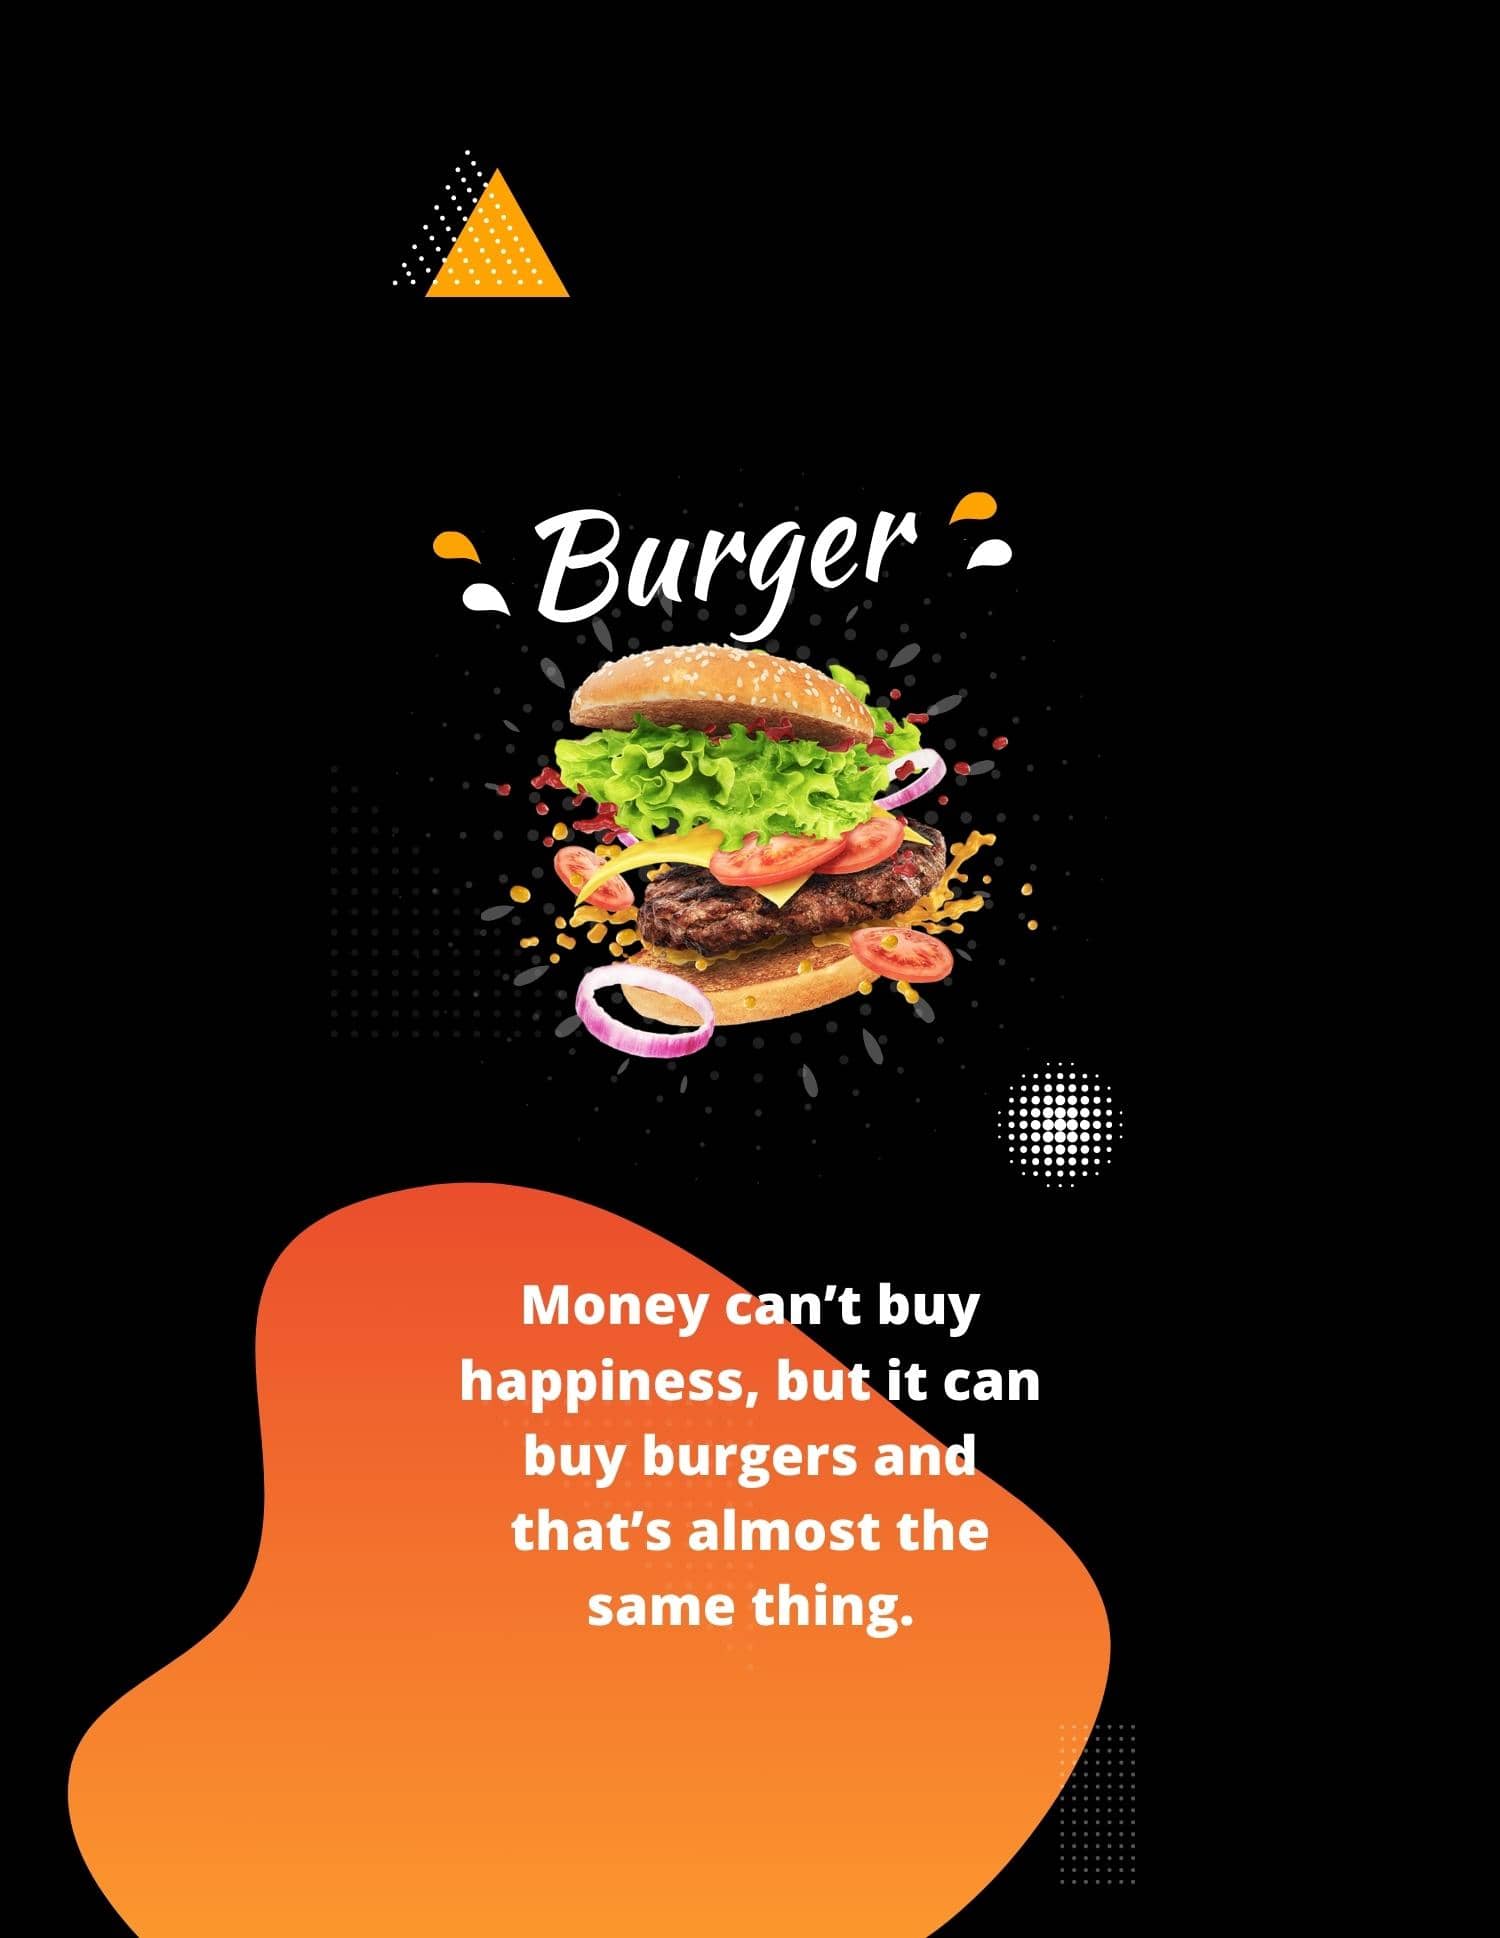 Burger
Money can’t buy
happiness, but it can
buy burgers and
that’s almost the
same thing.